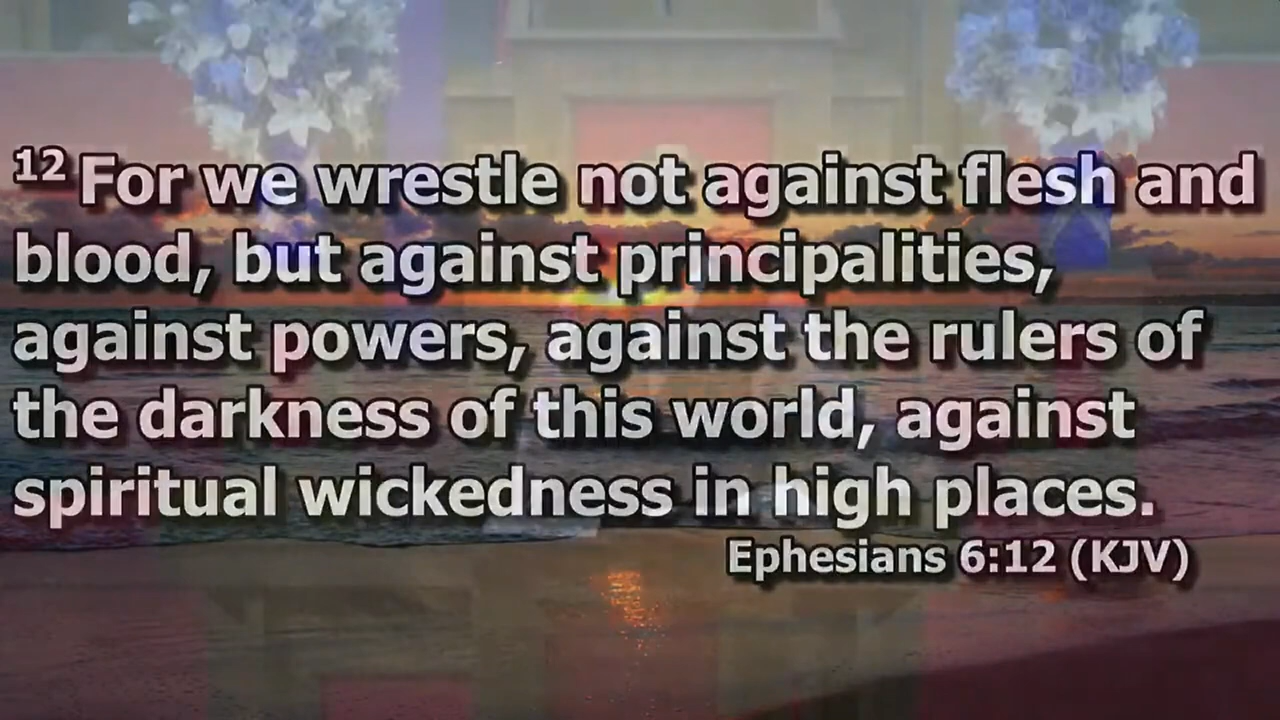 12 For we wrestle not against flesh and
blood, but against principalities,
against powers, against the rulers of
the darkness of this world, against
spiritual wickedness in high places.
Ephesians 6:12 (KJV)